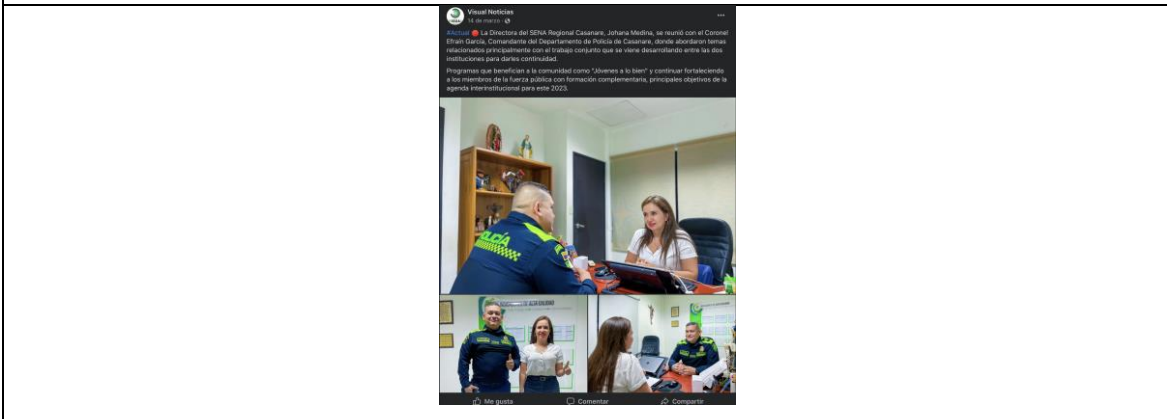 Visual Noticias
14 de marzo ·
#Actual 🔴 La Directora del SENA Regional Casanare, Johana Medina, se reunió con el Coronel
Efraín García, Comandante del Departamento de Policía de Casanare, donde abordaron temas
relacionados principalmente con el trabajo conjunto que se viene desarrollando entre las dos
instituciones para darles continuidad.
Programas que benefician a la comunidad como "Jóvenes a lo bien" y continuar fortaleciendo
a los miembros de la fuerza pública con formación complementaria, principales objetivos de la
agenda interinstitucional para este 2023.
POLICÍA
Me gusta
Comentar
Compartir